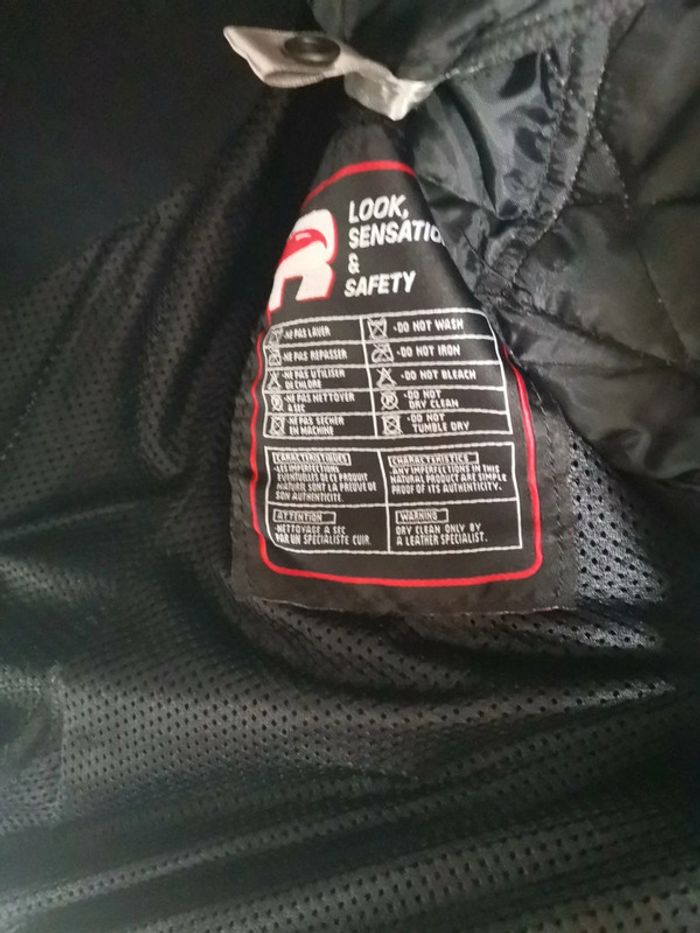 LOOK,
SENSATIO
&
SAFETY
-NE PAS LAVER
-DO NOT WASH
-NE PAS REPASSER
-DO NOT IRON
-NE PAS UTILISER
DE CHLORE
-DO NOT BLEACH
-NE PAS NETTOYER
A SEC
-DO NOT
DRY CLEAN
-NE PAS SECHER
EN MACHINE
-DO NOT
TUMBLE DRY
CARACTERISTIQUES
-LES IMPERFECTIONS
EVENTUELLES DE CE PRODUIT
NATURE SONT LA PREUVE DE
SON AUTHENTICITE.
CHARACTERISTICS
ANY IMPERFECTIONS IN THIS
NATURAL PRODUCT ARE SIMPLE
PROOF OF ITS AUTHENTICITY.
ATTENTION
-NETTOYAGE A SEC
PAR UN SPECIALISTE CUIR.
WARNING
DRY CLEAN ONLY BY
A LEATHER SPECIALIST.